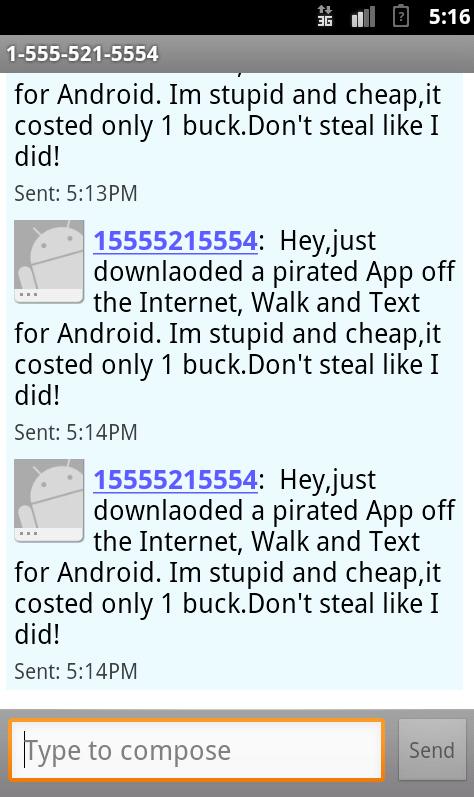 3G ? 5:16
1-555-521-5554
for Android. Im stupid and cheap,it
costed only 1 buck.Don't steal like I
did!
Sent: 5:13PM
15555215554: Hey,just
downlaoded a pirated App off
the Internet, Walk and Text
for Android. Im stupid and cheap,it
costed only 1 buck.Don't steal like I
did!
Sent: 5:14PM
15555215554: Hey,just
downlaoded a pirated App off
the Internet, Walk and Text
for Android. Im stupid and cheap,it
costed only 1 buck.Don't steal like I
did!
Sent: 5:14PM
Type to compose
Send